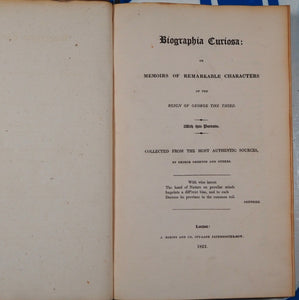 Biographia Curiosa:
OR
MEMOIRS OF REMARKABLE CHARACTERS
OF THE
REIGN OF GEORGE THE THIRD.
With their Portraits.
COLLECTED FROM THE MOST AUTHENTIC SOURCES,
BY GEORGE SMEETON AND OTHERS.
With wise intent
The hand of Nature on peculiar minds
Imprints a different bias, and to each
Decrees its province in the common toil.
AKENSIDE.
London:
J. ROBINS AND CO. IVY-LANE PATERNOSTER-ROW.
1822.